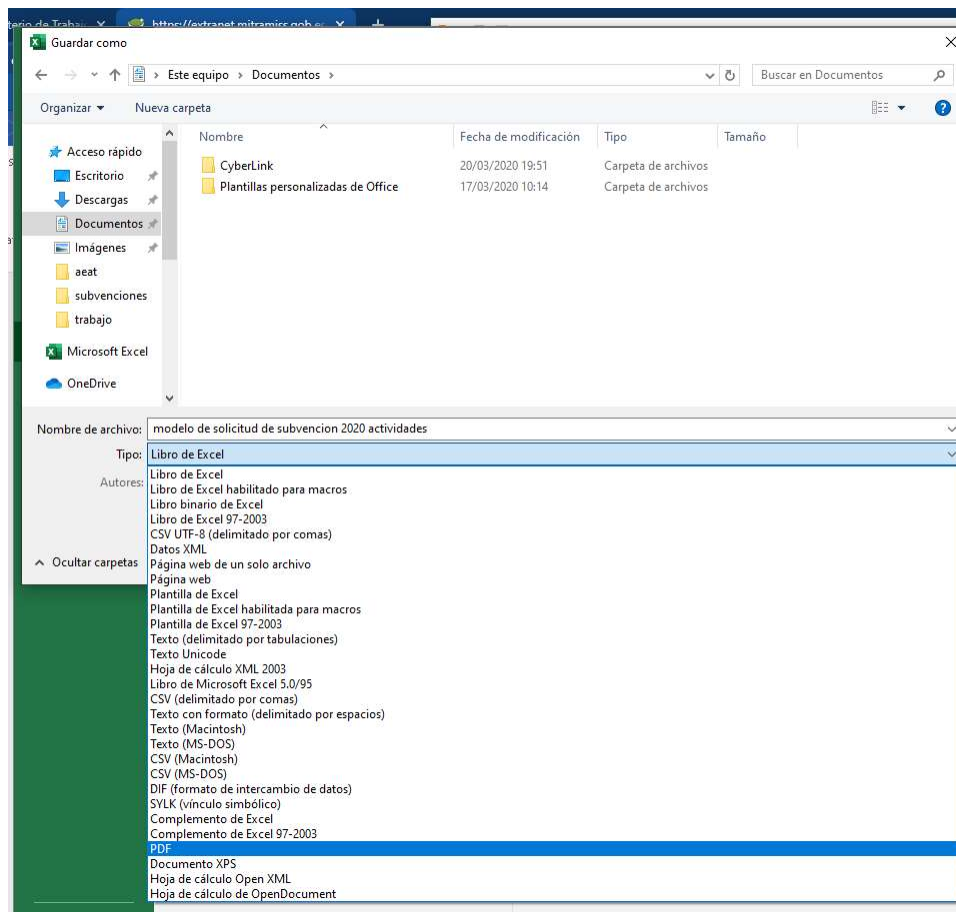 terio de Trabaj
https://extranet.mitramiss.gob.es
Guardar como
Este equipo > Documentos >
Buscar en Documentos
Organizar
Nueva carpeta
Nombre
Fecha de modificación
Tipo
Tamaño
Acceso rápido
Escritorio
Descargas
Documentos
Imágenes
aeat
subvenciones
trabajo
Microsoft Excel
OneDrive
CyberLink 20/03/2020 19:51 Carpeta de archivos
Plantillas personalizadas de Office 17/03/2020 10:14 Carpeta de archivos
Nombre de archivo: modelo de solicitud de subvencion 2020 actividades
Tipo: Libro de Excel
Autores:
Ocultar carpetas
Libro de Excel
Libro de Excel habilitado para macros
Libro binario de Excel
Libro de Excel 97-2003
CSV UTF-8 (delimitado por comas)
Datos XML
Página web de un solo archivo
Página web
Plantilla de Excel
Plantilla de Excel habilitada para macros
Plantilla de Excel 97-2003
Texto (delimitado por tabulaciones)
Texto Unicode
Hoja de cálculo XML 2003
Libro de Microsoft Excel 5.0/95
CSV (delimitado por comas)
Texto con formato (delimitado por espacios)
Texto (Macintosh)
Texto (MS-DOS)
CSV (Macintosh)
CSV (MS-DOS)
DIF (formato de intercambio de datos)
SYLK (vínculo simbólico)
Complemento de Excel
Complemento de Excel 97-2003
PDF
Documento XPS
Hoja de cálculo Open XML
Hoja de cálculo de OpenDocument